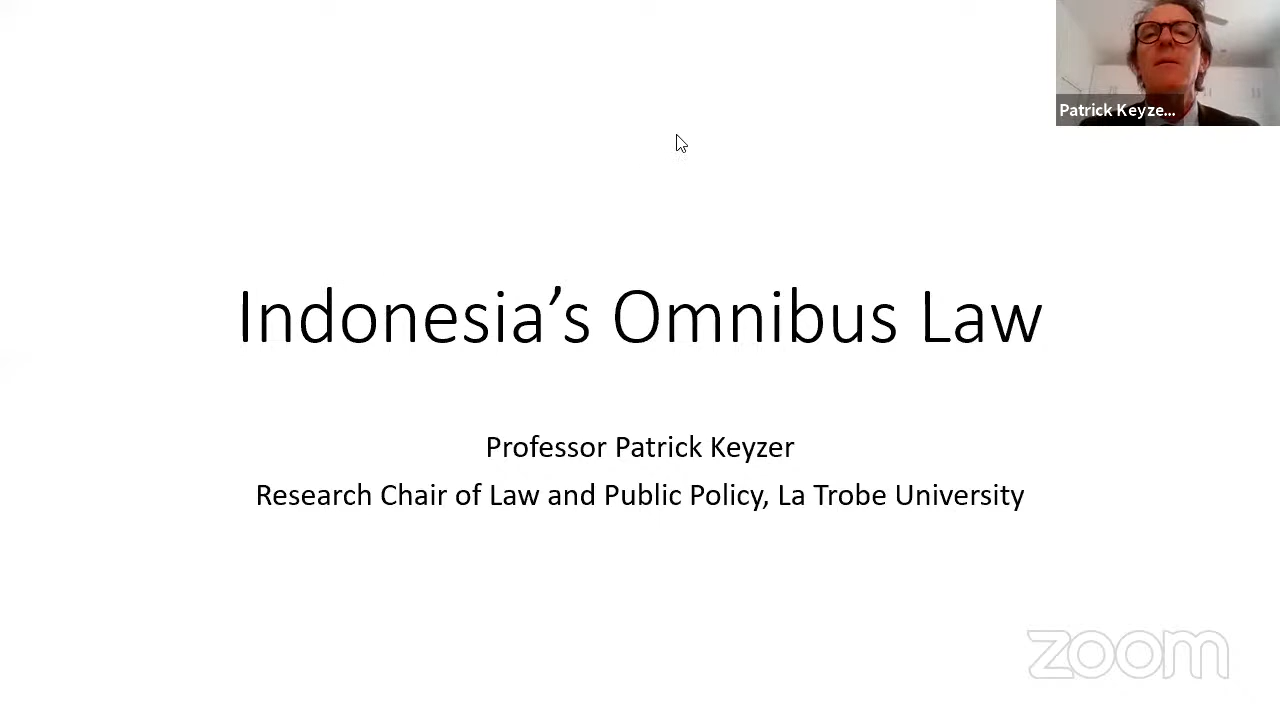 Patrick Keyze...
Indonesia’s Omnibus Law
Professor Patrick Keyzer
Research Chair of Law and Public Policy, La Trobe University
zoom